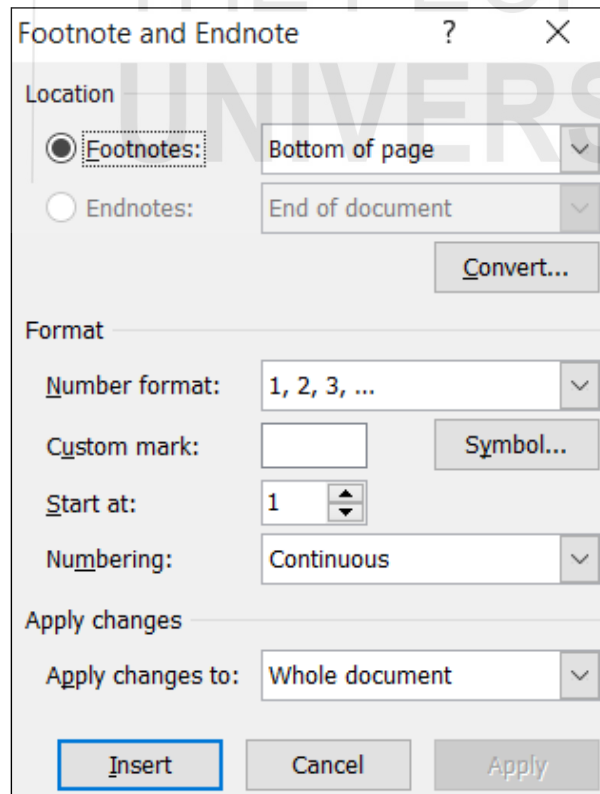 Footnote and Endnote ? ×
Location
Footnotes: Bottom of page
Endnotes: End of document
Convert...
Format
Number format: 1, 2, 3, ...
Custom mark: Symbol...
Start at: 1
Numbering: Continuous
Apply changes
Apply changes to: Whole document
Insert Cancel Apply